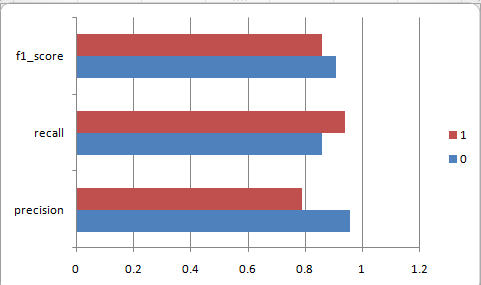 f1_score
recall
precision
0 0.2 0.4 0.6 0.8 1 1.2
1
0